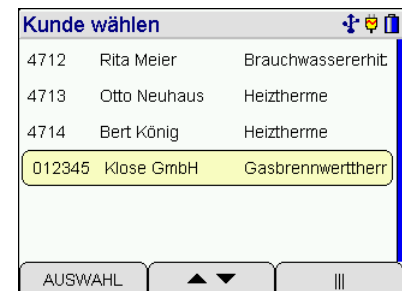 Kunde wählen
4712 Rita Meier Brauchwassererhit
4713 Otto Neuhaus Heiztherme
4714 Bert König Heiztherme
012345 Klose GmbH Gasbrennwerttherr
AUSWAHL ▲ ▼ |||